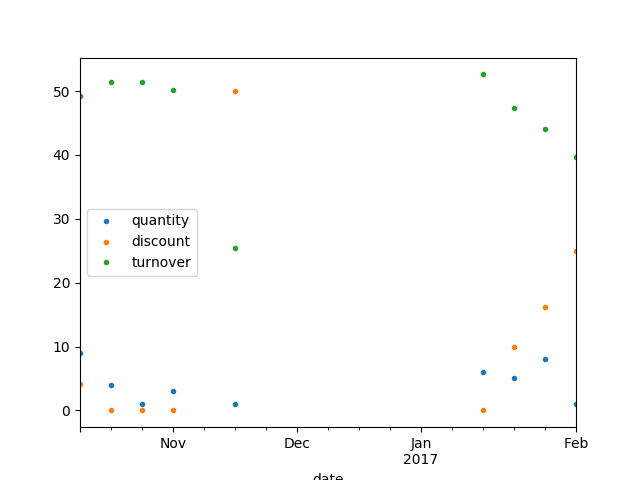 50
40
30
20
10
0
quantity
discount
turnover
Nov
Dec
Jan
2017
Feb
date